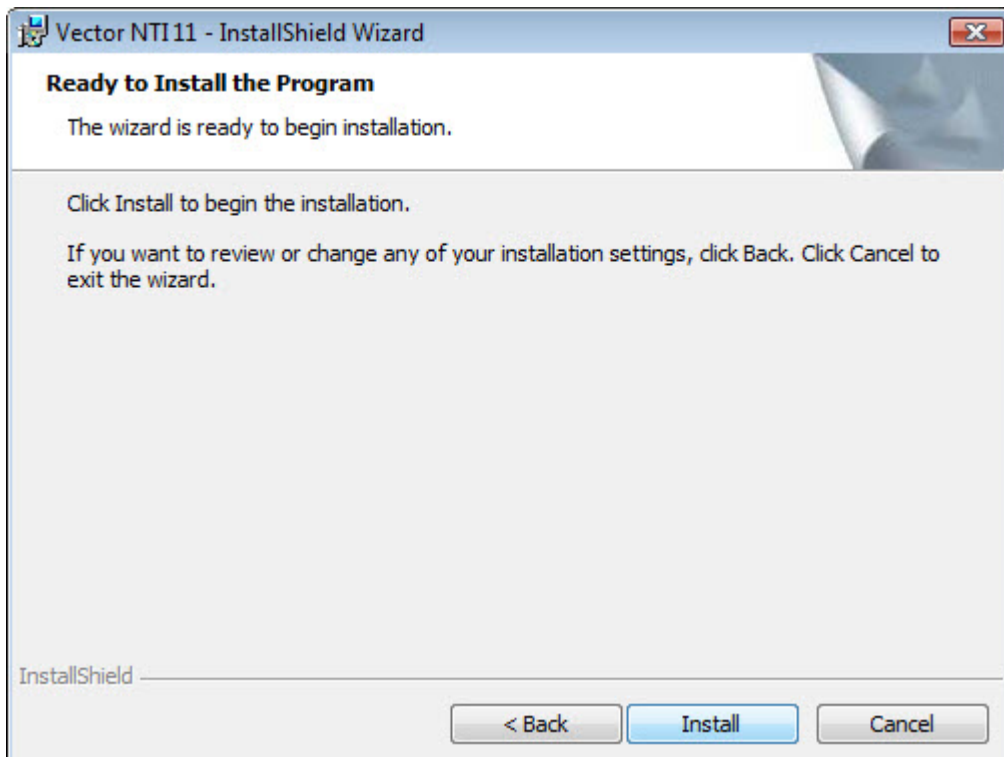 Vector NTI 11 - InstallShield Wizard
Ready to Install the Program
The wizard is ready to begin installation.
Click Install to begin the installation.
If you want to review or change any of your installation settings, click Back. Click Cancel to
exit the wizard.
InstallShield
< Back
Install
Cancel